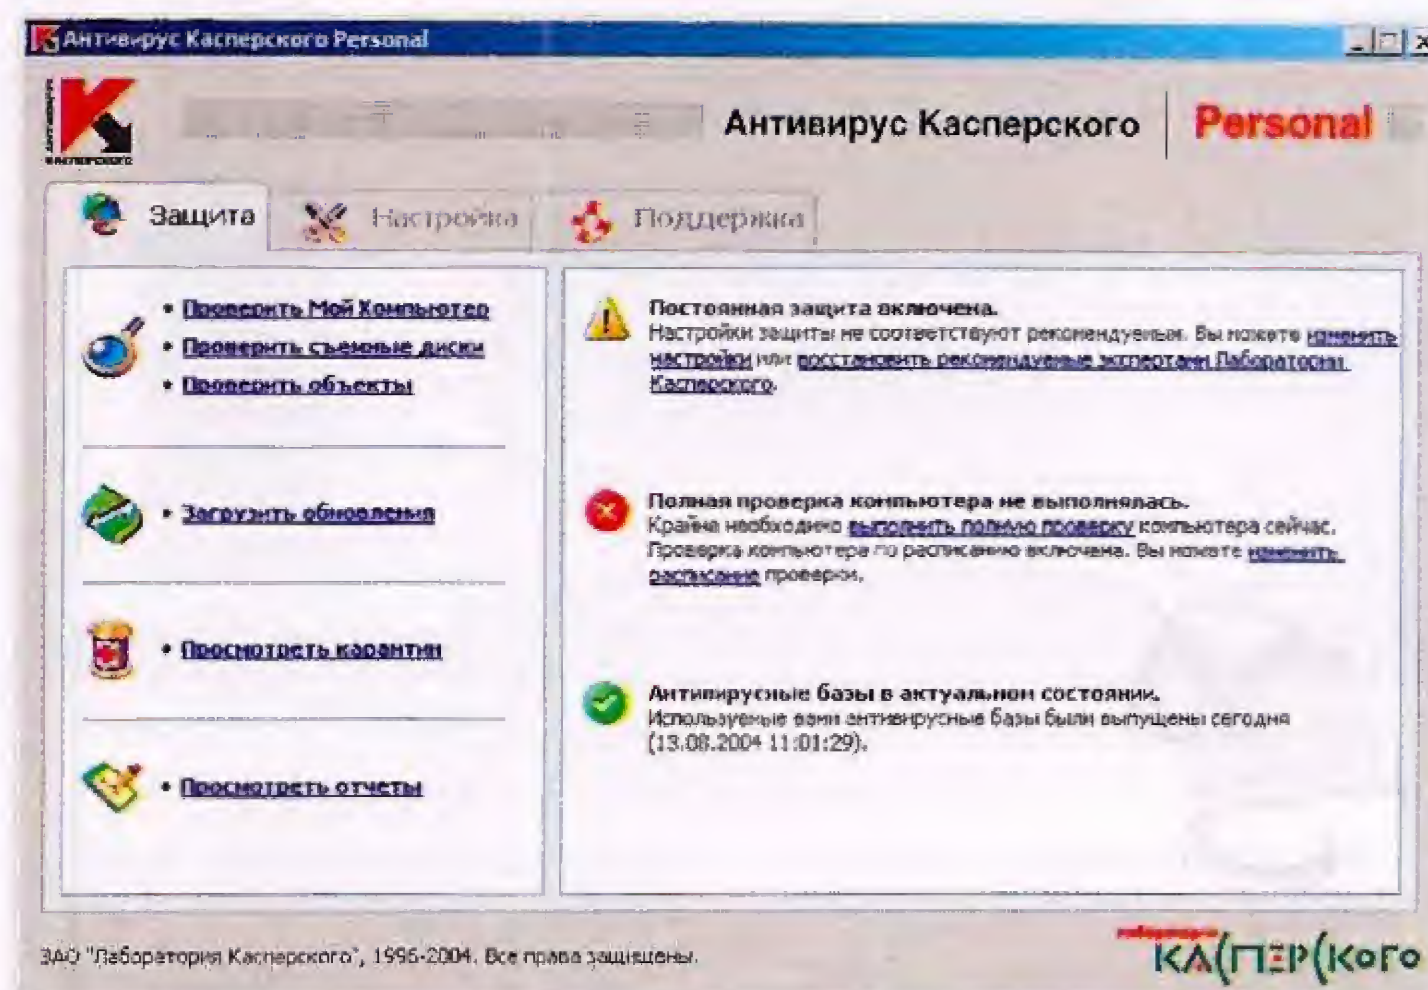 Антивирус Касперского Personal
АНТИВИРУС
КАСПЕРСКОГО
Антивирус Касперского
Personal
Защита
Настройка
Поддержка
• Проверить Мой Компьютер
• Проверить съемные диски
• Проверить объекты
• Загрузить обновления
• Просмотреть карантин
• Просмотреть отчеты
Постоянная защита включена.
Настройки защиты не соответствуют рекомендуемым. Вы можете изменить
настройки или восстановить рекомендуемые экспертами Лаборатории
Касперского.
Полная проверка компьютера не выполнялась.
Крайне необходимо выполнить полную проверку компьютера сейчас.
Проверка компьютера по расписанию включена. Вы можете изменить
расписание проверки.
Антивирусные базы в актуальном состоянии.
Используемые вами антивирусные базы были выпущены сегодня
(13.08.2004 11:01:29).
ЗАО "Лаборатория Касперского", 1996-2004. Все права защищены.
лаборатория
КАСПЕРСКОГО